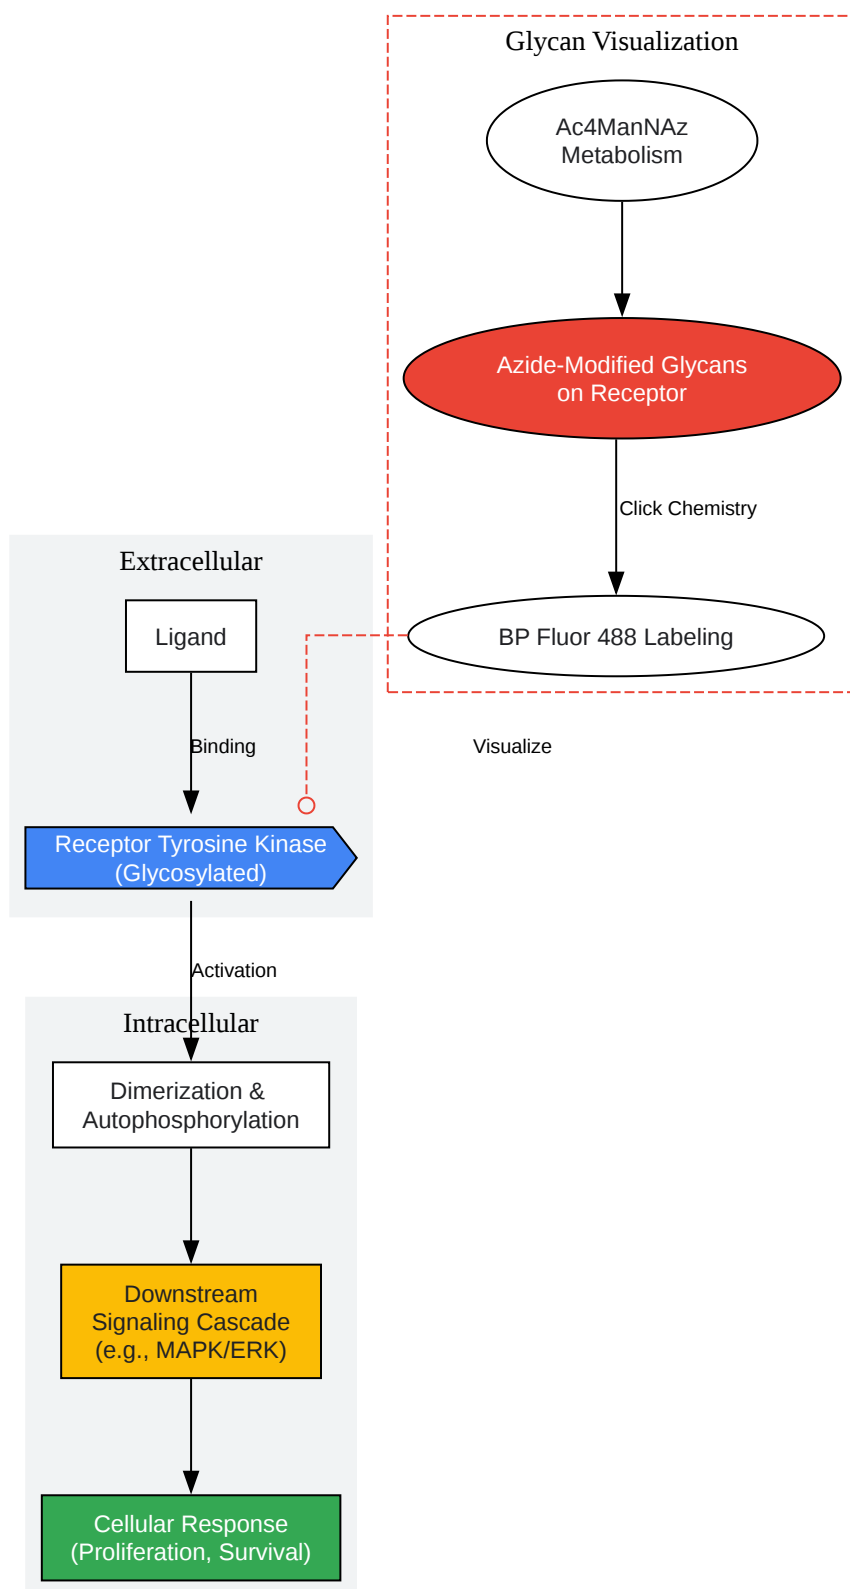 Glycan Visualization
Ac4ManNAz
Metabolism
Azide-Modified Glycans
on Receptor
Click Chemistry
BP Fluor 488 Labeling
Visualize
Extracellular
Ligand
Binding
Receptor Tyrosine Kinase
(Glycosylated)
Activation
Intracellular
Dimerization &
Autophosphorylation
Downstream
Signaling Cascade
(e.g., MAPK/ERK)
Cellular Response
(Proliferation, Survival)